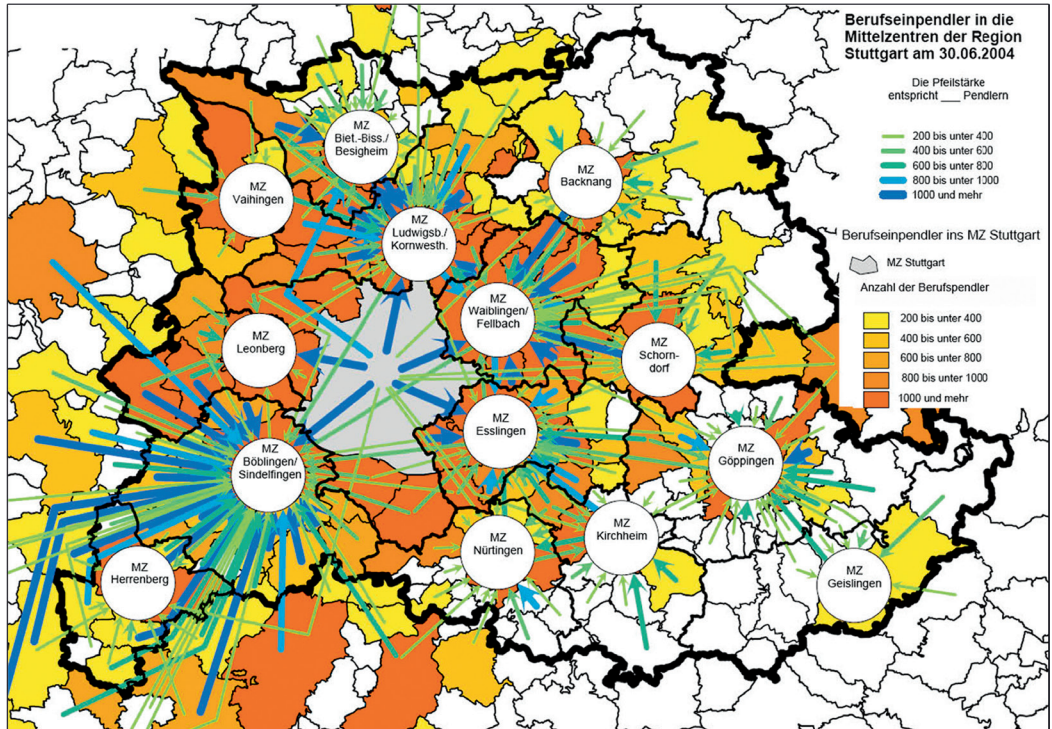 Berufseinpendler in die
Mittelzentren der Region
Stuttgart am 30.06.2004
Die Pfeilstärke
entspricht ___ Pendlern
200 bis unter 400
400 bis unter 600
600 bis unter 800
800 bis unter 1000
1000 und mehr
Berufseinpendler ins MZ Stuttgart
MZ Stuttgart
Anzahl der Berufspendler
200 bis unter 400
400 bis unter 600
600 bis unter 800
800 bis unter 1000
1000 und mehr
MZ
Biet.-Biss./
Besigheim
MZ
Backnang
MZ
Vaihingen
MZ
Ludwigsb./
Kornwesth.
MZ
Waiblingen/
Fellbach
MZ
Leonberg
MZ
Schorn-
dorf
MZ
Esslingen
MZ
Böblingen/
Sindelfingen
MZ
Göppingen
MZ
Nürtingen
MZ
Kirchheim
MZ
Herrenberg
MZ
Geislingen